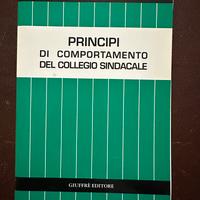 PRINCIPI
DI COMPORTAMENTO
DEL COLLEGIO SINDACALE
GIUFFRÈ EDITORE